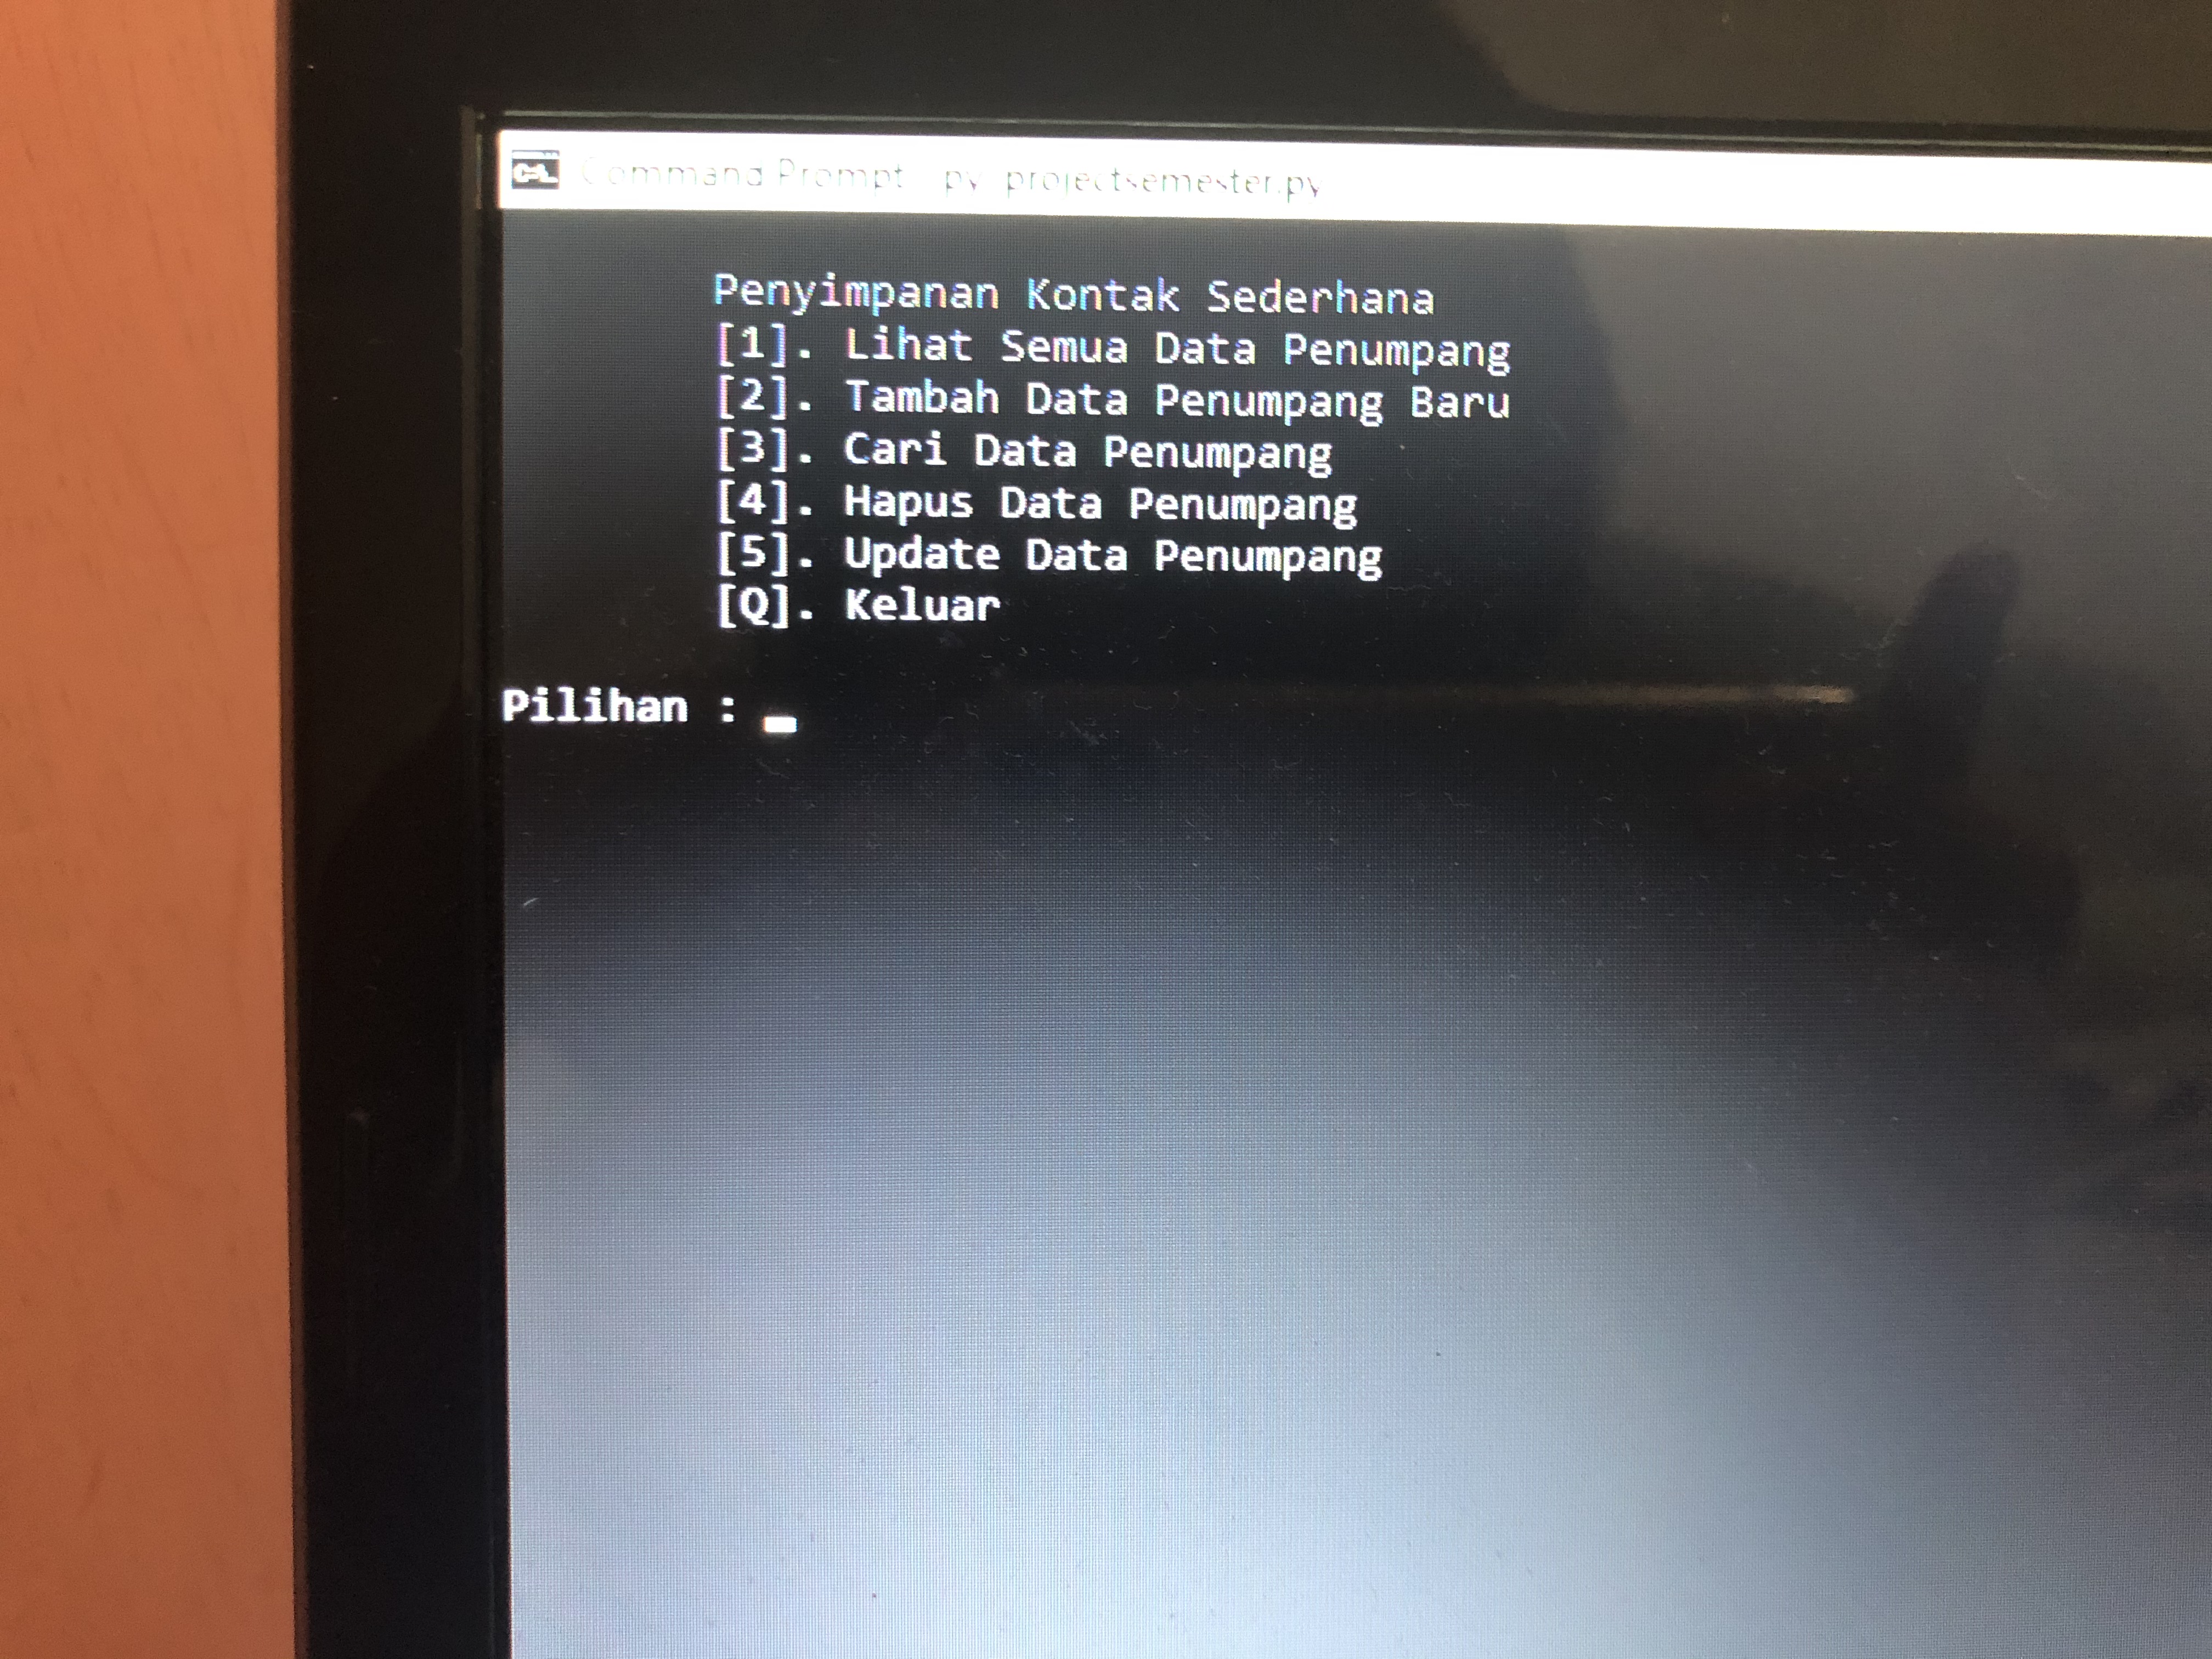 Command Prompt - py projectsemester.py
Penyimpanan Kontak Sederhana
[1]. Lihat Semua Data Penumpang
[2]. Tambah Data Penumpang Baru
[3]. Cari Data Penumpang
[4]. Hapus Data Penumpang
[5]. Update Data Penumpang
[Q]. Keluar
Pilihan : _